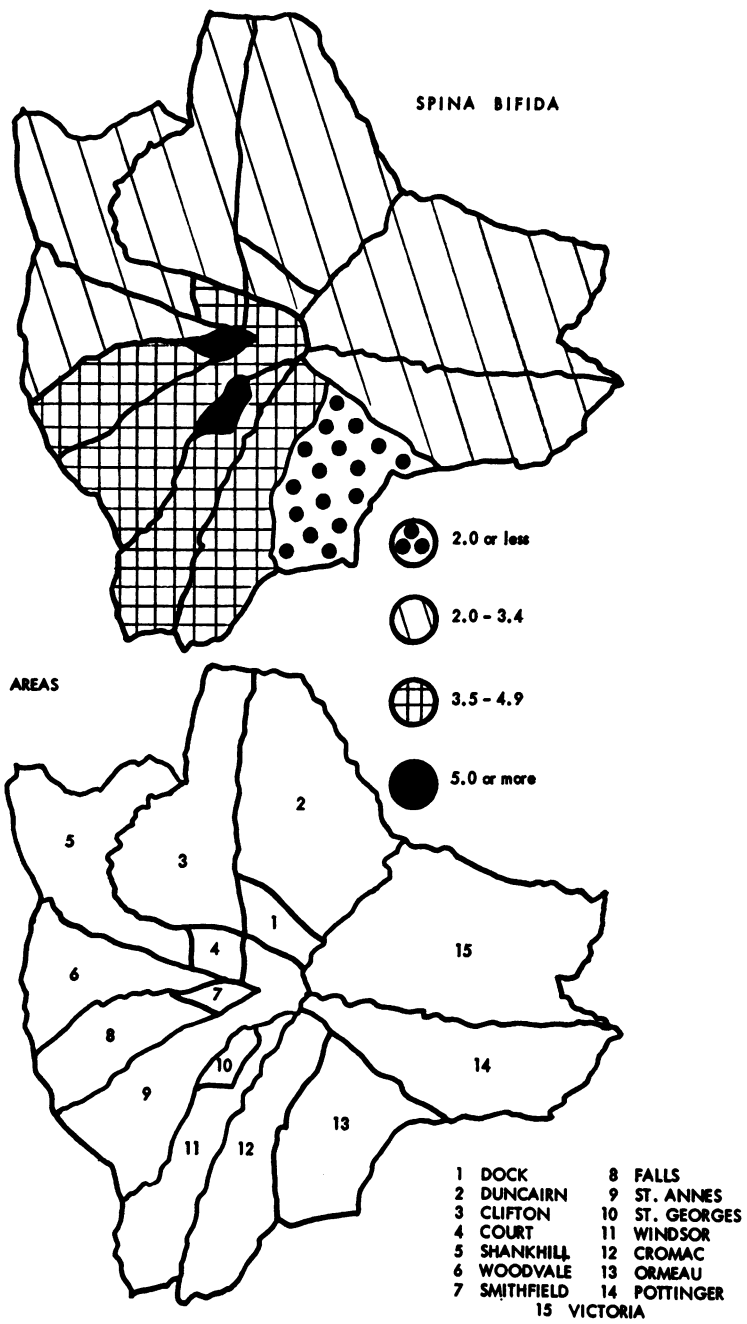 SPINA BIFIDA
2.0 or less
2.0 - 3.4
3.5 - 4.9
5.0 or more
AREAS
1
2
3
4
5
6
7
8
9
10
11
12
13
14
15
1 DOCK
2 DUNCAIRN
3 CLIFTON
4 COURT
5 SHANKHILL
6 WOODVALE
7 SMITHFIELD
8 FALLS
9 ST. ANNES
10 ST. GEORGES
11 WINDSOR
12 CROMAC
13 ORMEAU
14 POTTINGER
15 VICTORIA